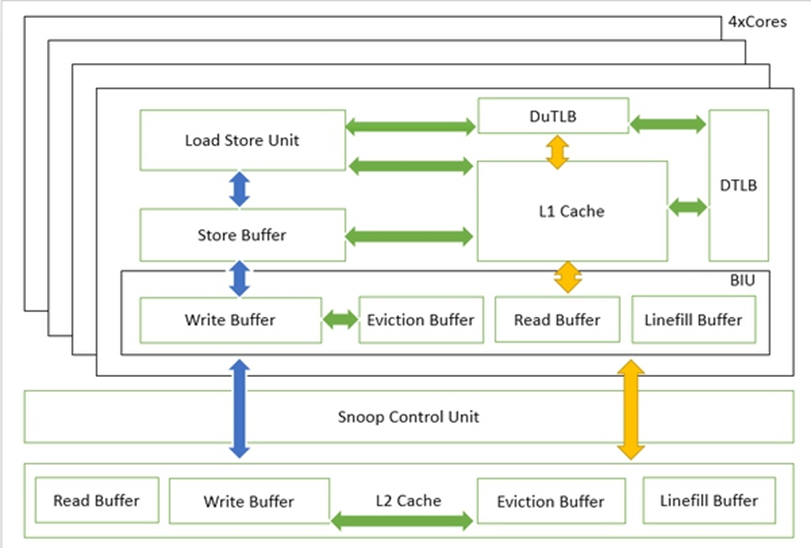 4xCores
DuTLB
Load Store Unit
DTLB
L1 Cache
Store Buffer
BIU
Write Buffer
Eviction Buffer
Read Buffer
Linefill Buffer
Snoop Control Unit
Read Buffer
Write Buffer
L2 Cache
Eviction Buffer
Linefill Buffer